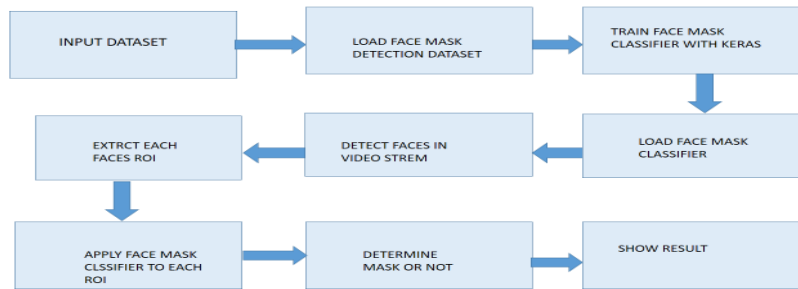 INPUT DATASET
LOAD FACE MASK
DETECTION DATASET
TRAIN FACE MASK
CLASSIFIER WITH KERAS
LOAD FACE MASK
CLASSIFIER
DETECT FACES IN
VIDEO STREM
EXTRCT EACH
FACES ROI
APPLY FACE MASK
CLSSIFIER TO EACH
ROI
DETERMINE
MASK OR NOT
SHOW RESULT